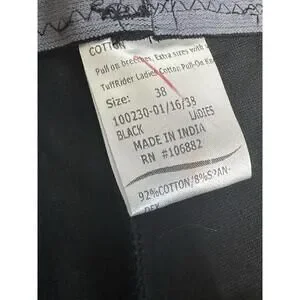 COTTON
Pull on breeches, Extra sizes with
TuffRider Ladies Cotton Pull-On
Size: 38
100230-01/16/38
BLACK LADIES
MADE IN INDIA
RN #106882
92%COTTON/8%SPAN-
DEX